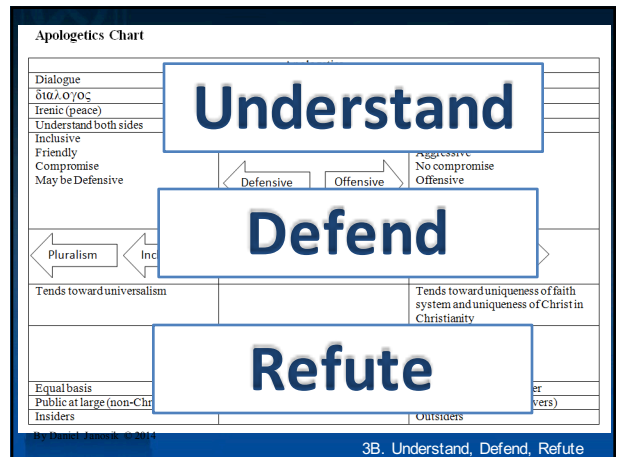 Apologetics Chart
Dialogue
διαλογος
Irenic (peace)
Understand both sides
Inclusive
Friendly
Compromise
May be Defensive
Understand
Aggressive
No compromise
Offensive
Defensive
Offensive
Defend
Pluralism
Tends toward universalism
Tends toward uniqueness of faith
system and uniqueness of Christ in
Christianity
Refute
Equal basis
Public at large
Insiders
Outsiders
By Daniel Janosik © 2014
3B. Understand, Defend, Refute